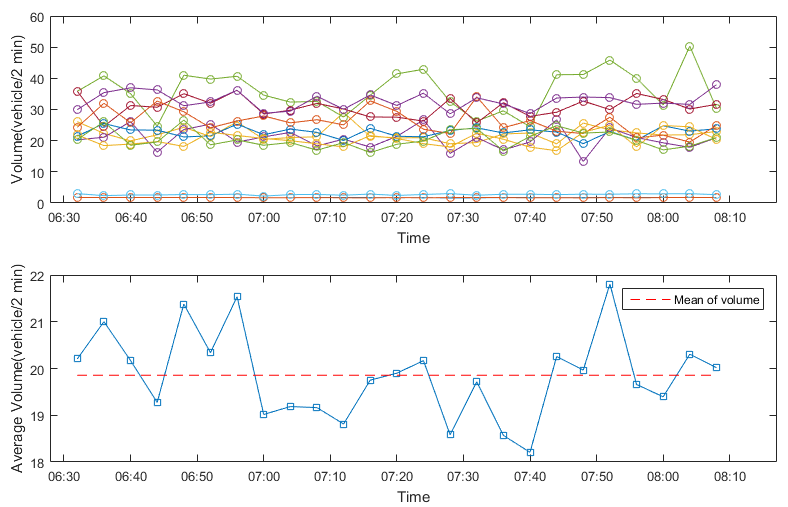 60
50
40
30
20
10
0
Volume(vehicle/2 min)
06:30 06:40 06:50 07:00 07:10 07:20 07:30 07:40 07:50 08:00 08:10
Time
22
21
20
19
18
Average Volume(vehicle/2 min)
Mean of volume
06:30 06:40 06:50 07:00 07:10 07:20 07:30 07:40 07:50 08:00 08:10
Time